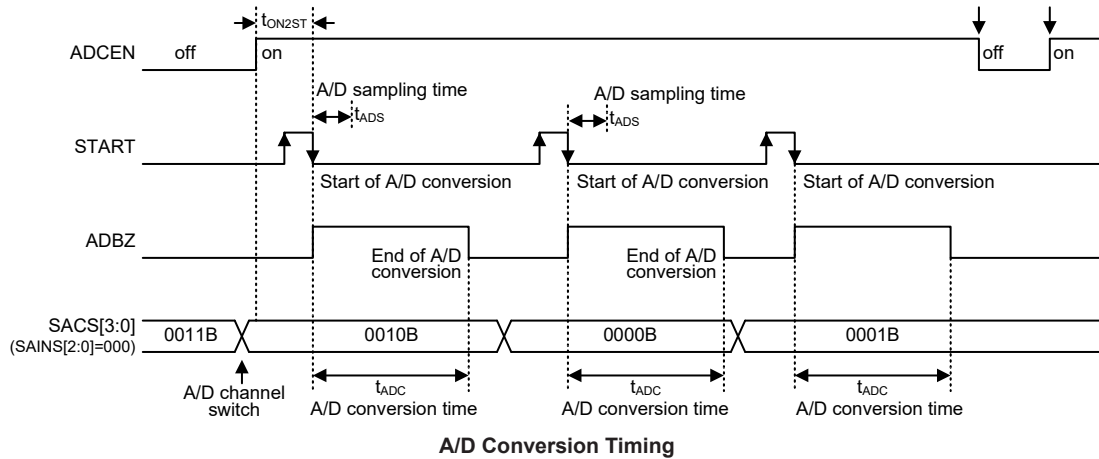 tON2ST
ADCEN off on off on
A/D sampling time A/D sampling time
tADS tADS
START
Start of A/D conversion Start of A/D conversion Start of A/D conversion
ADBZ
End of A/D conversion End of A/D conversion
SACS[3:0] 0011B 0010B 0000B 0001B
(SAINS[2:0]=000)
A/D channel switch
tADC tADC tADC
A/D conversion time A/D conversion time A/D conversion time
A/D Conversion Timing